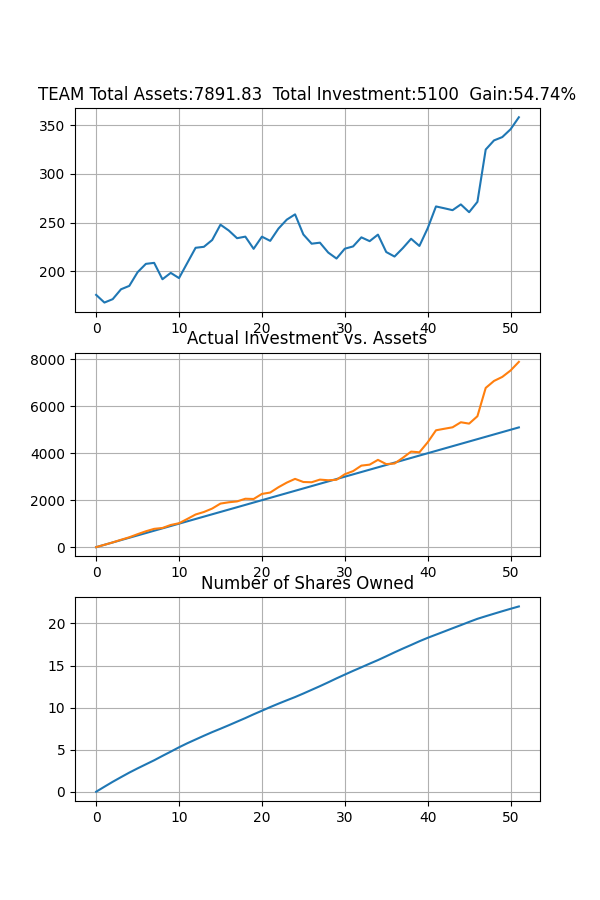 TEAM Total Assets:7891.83  Total Investment:5100  Gain:54.74%
350
300
250
200
0 10 20 30 40 50
Actual Investment vs. Assets
8000
6000
4000
2000
0
0 10 20 30 40 50
Number of Shares Owned
20
15
10
5
0
0 10 20 30 40 50